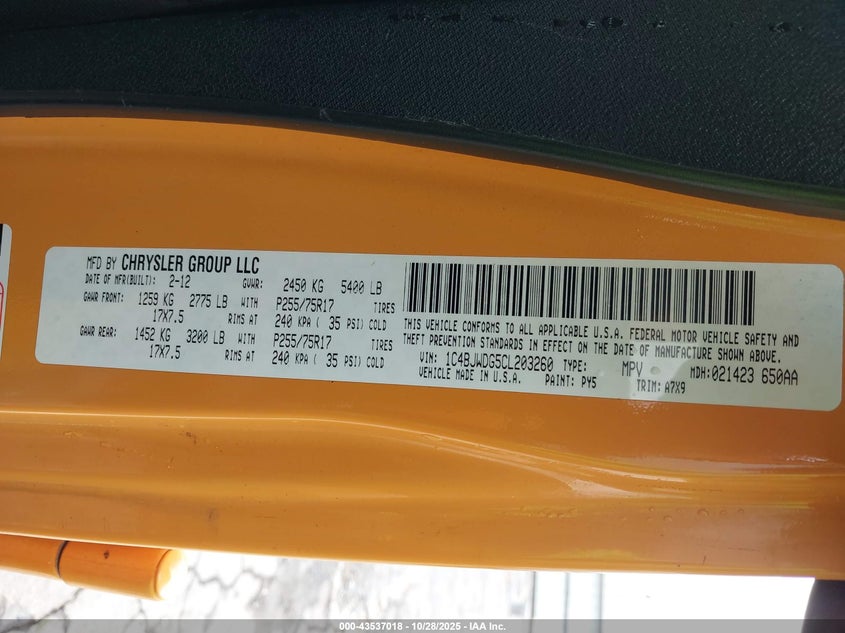 MFD BY CHRYSLER GROUP LLC
DATE OF MFR(BUILT): 2-12 GVWR: 2450 KG 5400 LB
GAWR FRONT: 1259 KG 2775 LB WITH P255/75R17 TIRES
17X7.5 RIMS AT 240 KPA ( 35 PSI) COLD
GAWR REAR: 1452 KG 3200 LB WITH P255/75R17 TIRES
17X7.5 RIMS AT 240 KPA ( 35 PSI) COLD
THIS VEHICLE CONFORMS TO ALL APPLICABLE U.S.A. FEDERAL MOTOR VEHICLE SAFETY AND
THEFT PREVENTION STANDARDS IN EFFECT ON THE DATE OF MANUFACTURE SHOWN ABOVE.
VIN: 1C4BJWDG5CL203260 TYPE: MPV MDH:021423 650AA
VEHICLE MADE IN U.S.A. PAINT: PY5 TRIM: A7X9
000-43537018 | 10/28/2025 - IAA Inc.